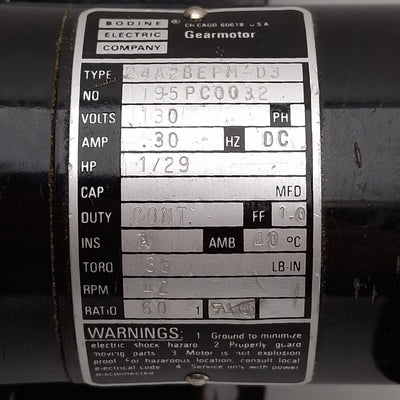 BODINE
ELECTRIC
COMPANY
CHICAGO 60618 U S A
Gearmotor
TYPE 24A2BEPM-D3
NO 195PC0032
VOLTS 130 PH
AMP .30 HZ DC
HP 1/29
CAP MFD
DUTY CONT. FF 1.0
INS A AMB 40 °C
TORQ 36 LB-IN
RPM 42
RATIO 60 1
WARNINGS: 1 Ground to minimize
electric shock hazard 2 Properly guard
moving parts 3 Motor is not explosion
proof For hazardous location, consult local
electrical code 4 Service only with power
disconnected